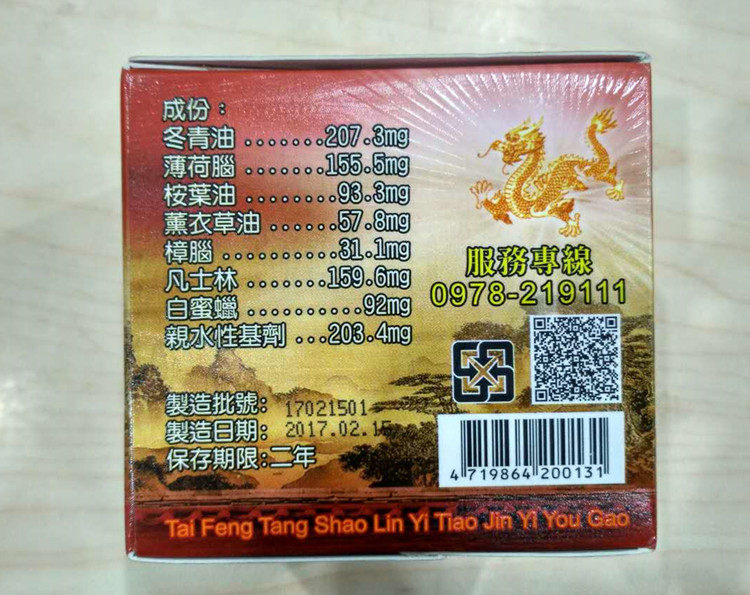 成份：
冬青油.......207.3mg
薄荷腦.......155.5mg
桉葉油........93.3mg
薰衣草油......57.8mg
樟腦..........31.1mg
凡士林.......159.6mg
白蜜蠟..........92mg
親水性基劑...203.4mg
服務專線
0978-219111
製造批號：17021501
製造日期：2017.02.15
保存期限：二年
4 719864 200131
Tai Feng Tang Shao Lin Yi Tiao Jin Yi You Gao